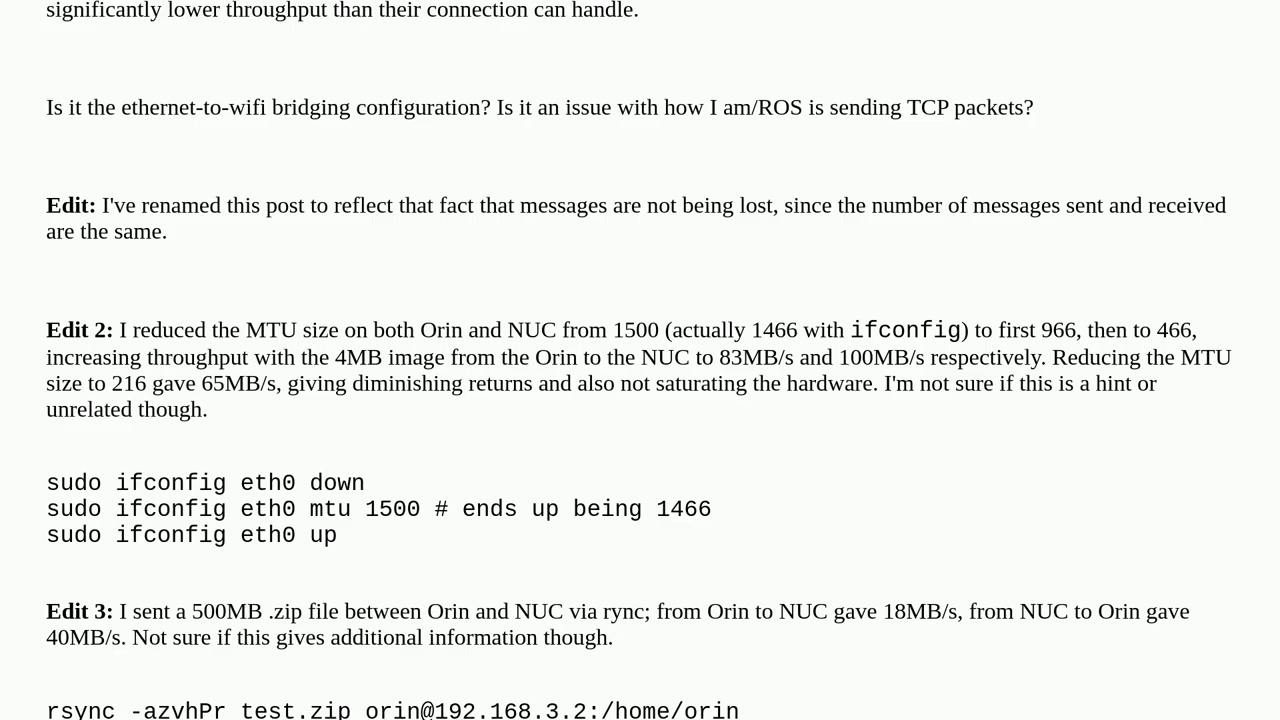 significantly lower throughput than their connection can handle.
Is it the ethernet-to-wifi bridging configuration? Is it an issue with how I am/ROS is sending TCP packets?
Edit: I've renamed this post to reflect that fact that messages are not being lost, since the number of messages sent and received
are the same.
Edit 2: I reduced the MTU size on both Orin and NUC from 1500 (actually 1466 with ifconfig) to first 966, then to 466,
increasing throughput with the 4MB image from the Orin to the NUC to 83MB/s and 100MB/s respectively. Reducing the MTU
size to 216 gave 65MB/s, giving diminishing returns and also not saturating the hardware. I'm not sure if this is a hint or
unrelated though.
sudo ifconfig eth0 down
sudo ifconfig eth0 mtu 1500 # ends up being 1466
sudo ifconfig eth0 up
Edit 3: I sent a 500MB .zip file between Orin and NUC via rync; from Orin to NUC gave 18MB/s, from NUC to Orin gave
40MB/s. Not sure if this gives additional information though.
rsync -azvhPr test.zip orin@192.168.3.2:/home/orin